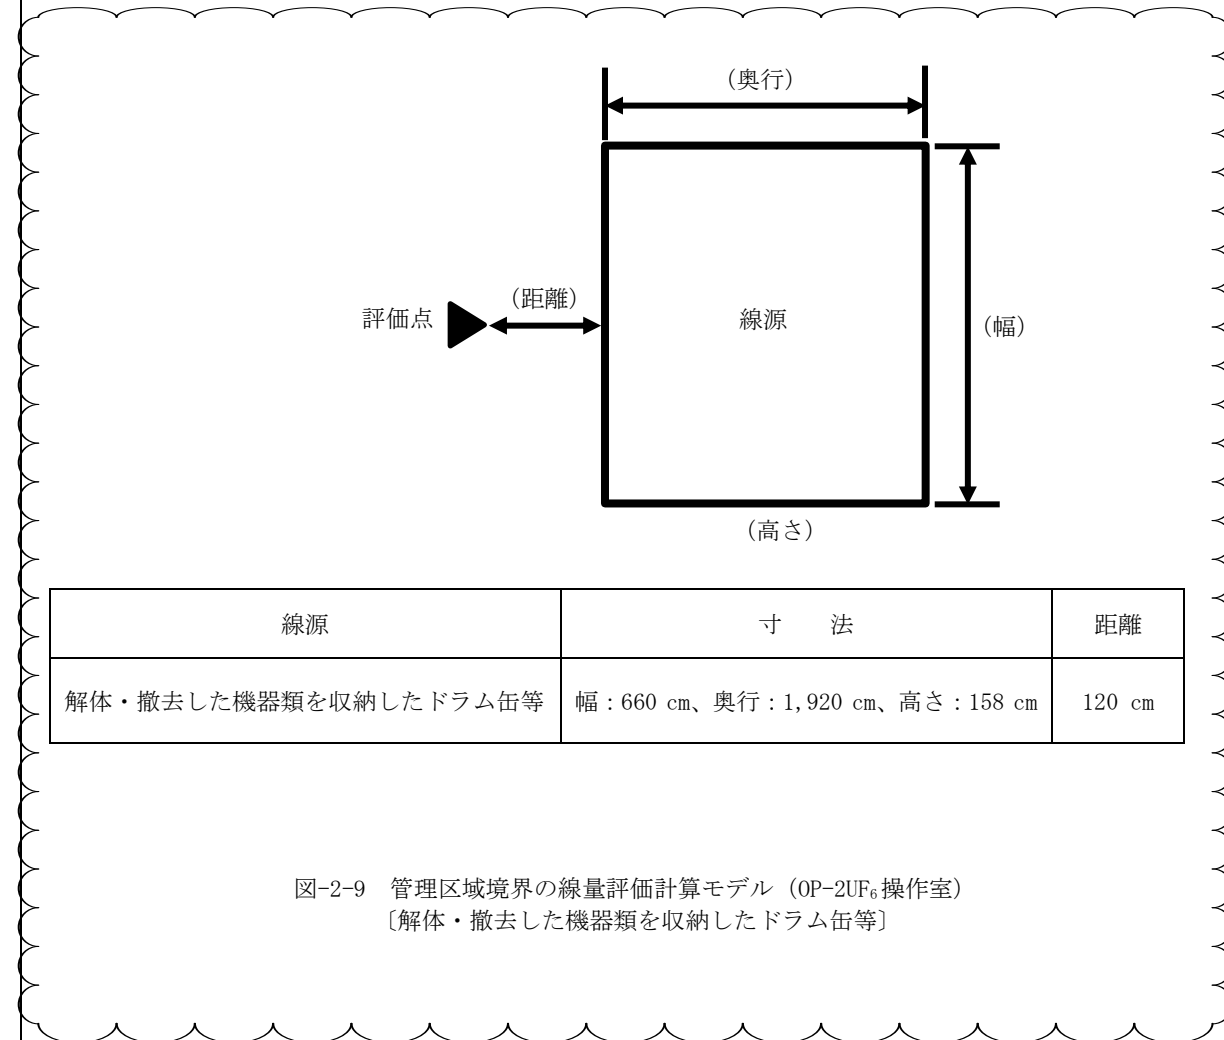 （奥行）
（距離）
評価点
線源
（幅）
（高さ）
線源 寸　法 距離
解体・撤去した機器類を収納したドラム缶等 幅：660 cm、奥行：1,920 cm、高さ：158 cm 120 cm
図-2-9　管理区域境界の線量評価計算モデル（OP-2UF₆操作室）
〔解体・撤去した機器類を収納したドラム缶等〕